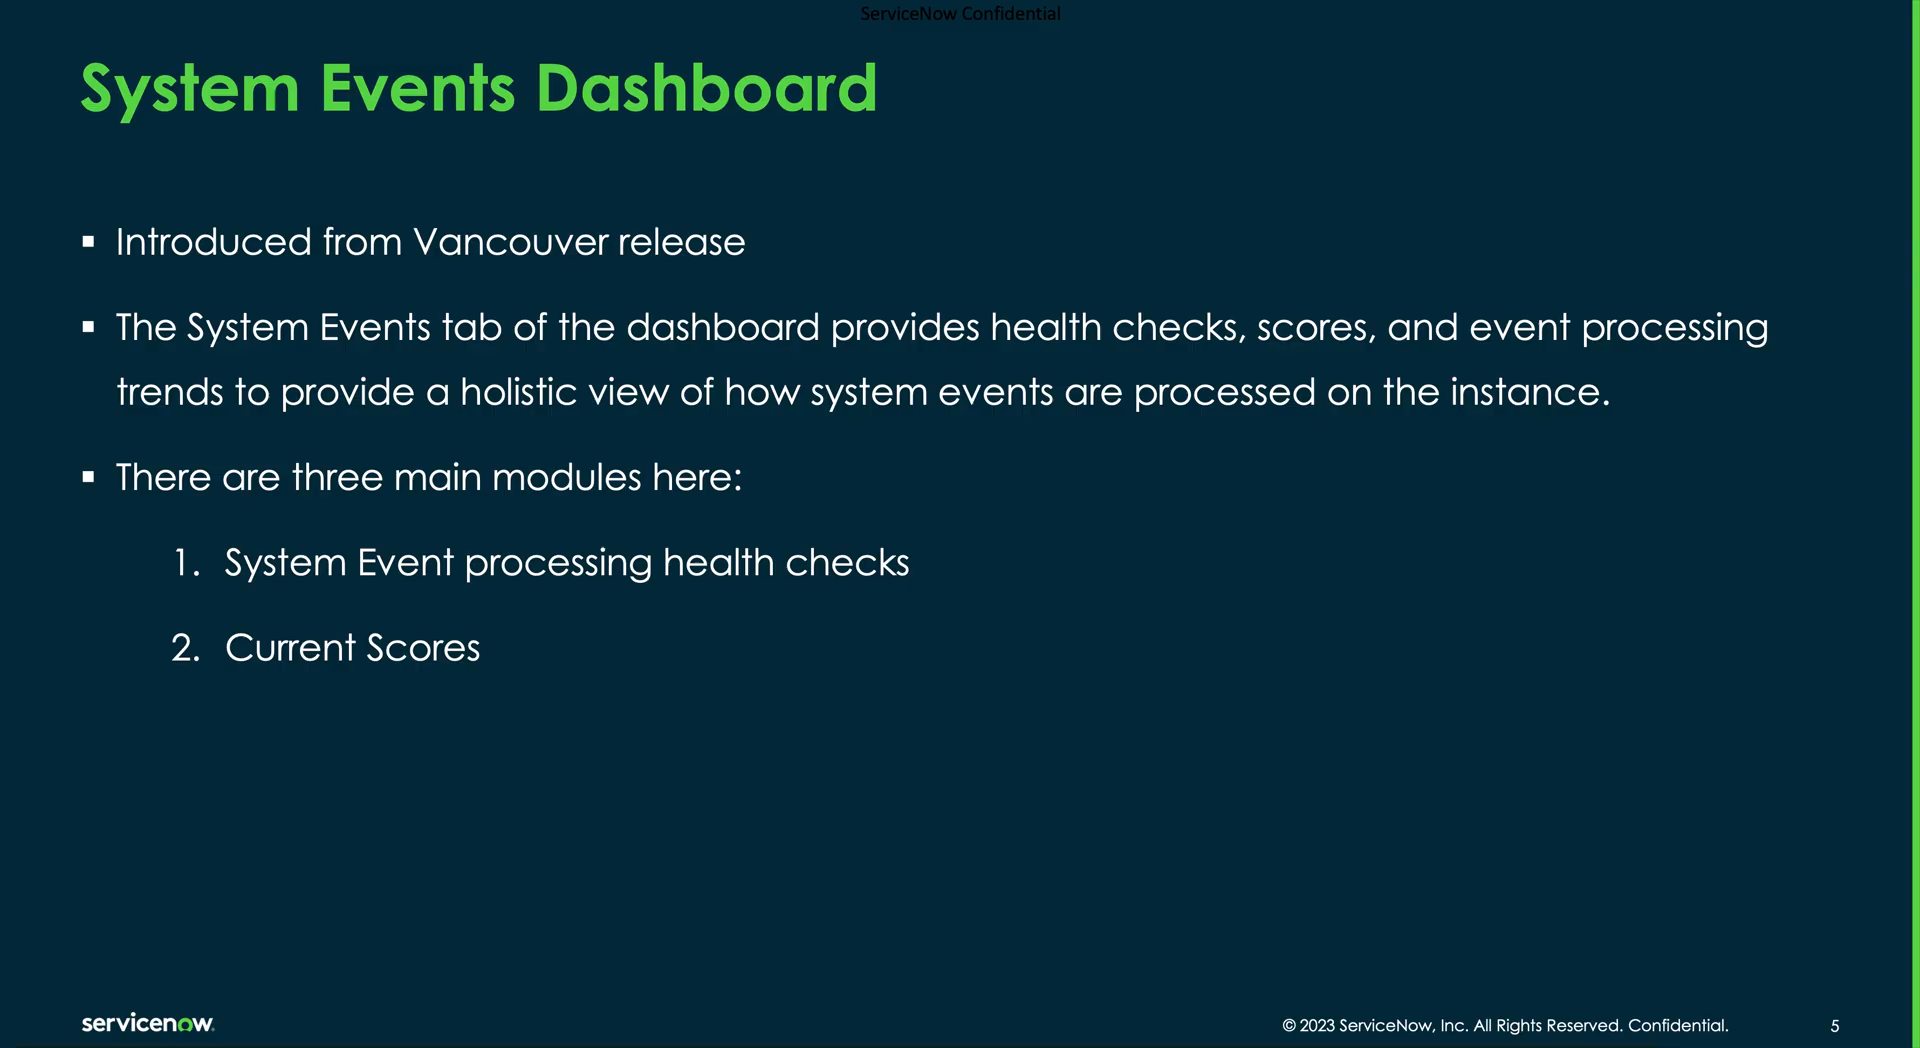 ServiceNow Confidential
System Events Dashboard
▪ Introduced from Vancouver release
▪ The System Events tab of the dashboard provides health checks, scores, and event processing
trends to provide a holistic view of how system events are processed on the instance.
▪ There are three main modules here:
1. System Event processing health checks
2. Current Scores
servicenow.
© 2023 ServiceNow, Inc. All Rights Reserved. Confidential.
5